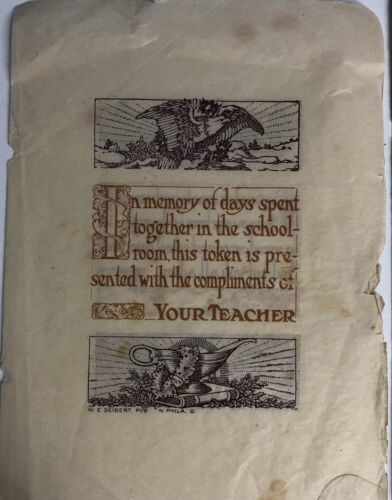 In memory of days spent
together in the school-
room, this token is pre-
sented with the compliments of
YOUR TEACHER
W. E. SEIBERT, PUB. N. PHILA. O.